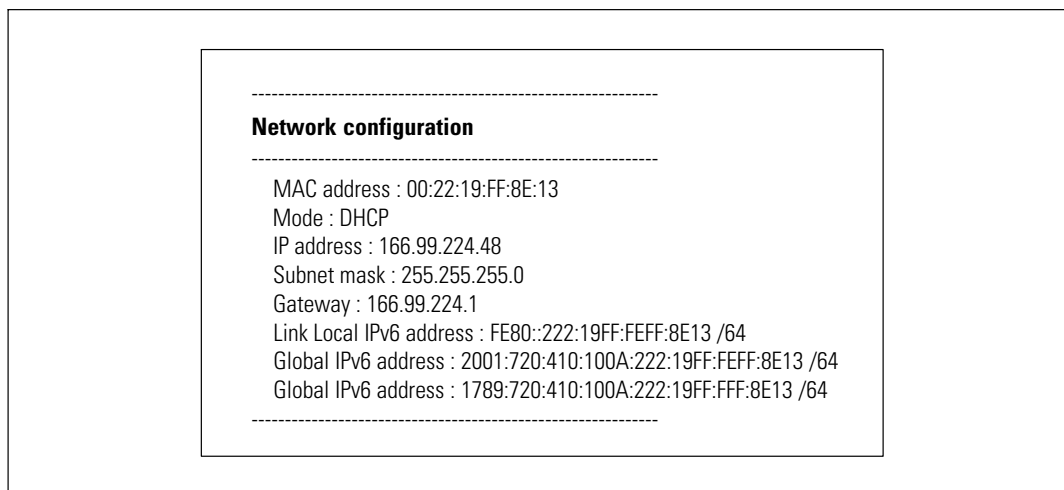 -------------------------------------------------------------
Network configuration
-------------------------------------------------------------
MAC address : 00:22:19:FF:8E:13
Mode : DHCP
IP address : 166.99.224.48
Subnet mask : 255.255.255.0
Gateway : 166.99.224.1
Link Local IPv6 address : FE80::222:19FF:FEFF:8E13 /64
Global IPv6 address : 2001:720:410:100A:222:19FF:FEFF:8E13 /64
Global IPv6 address : 1789:720:410:100A:222:19FF:FFF:8E13 /64
-------------------------------------------------------------